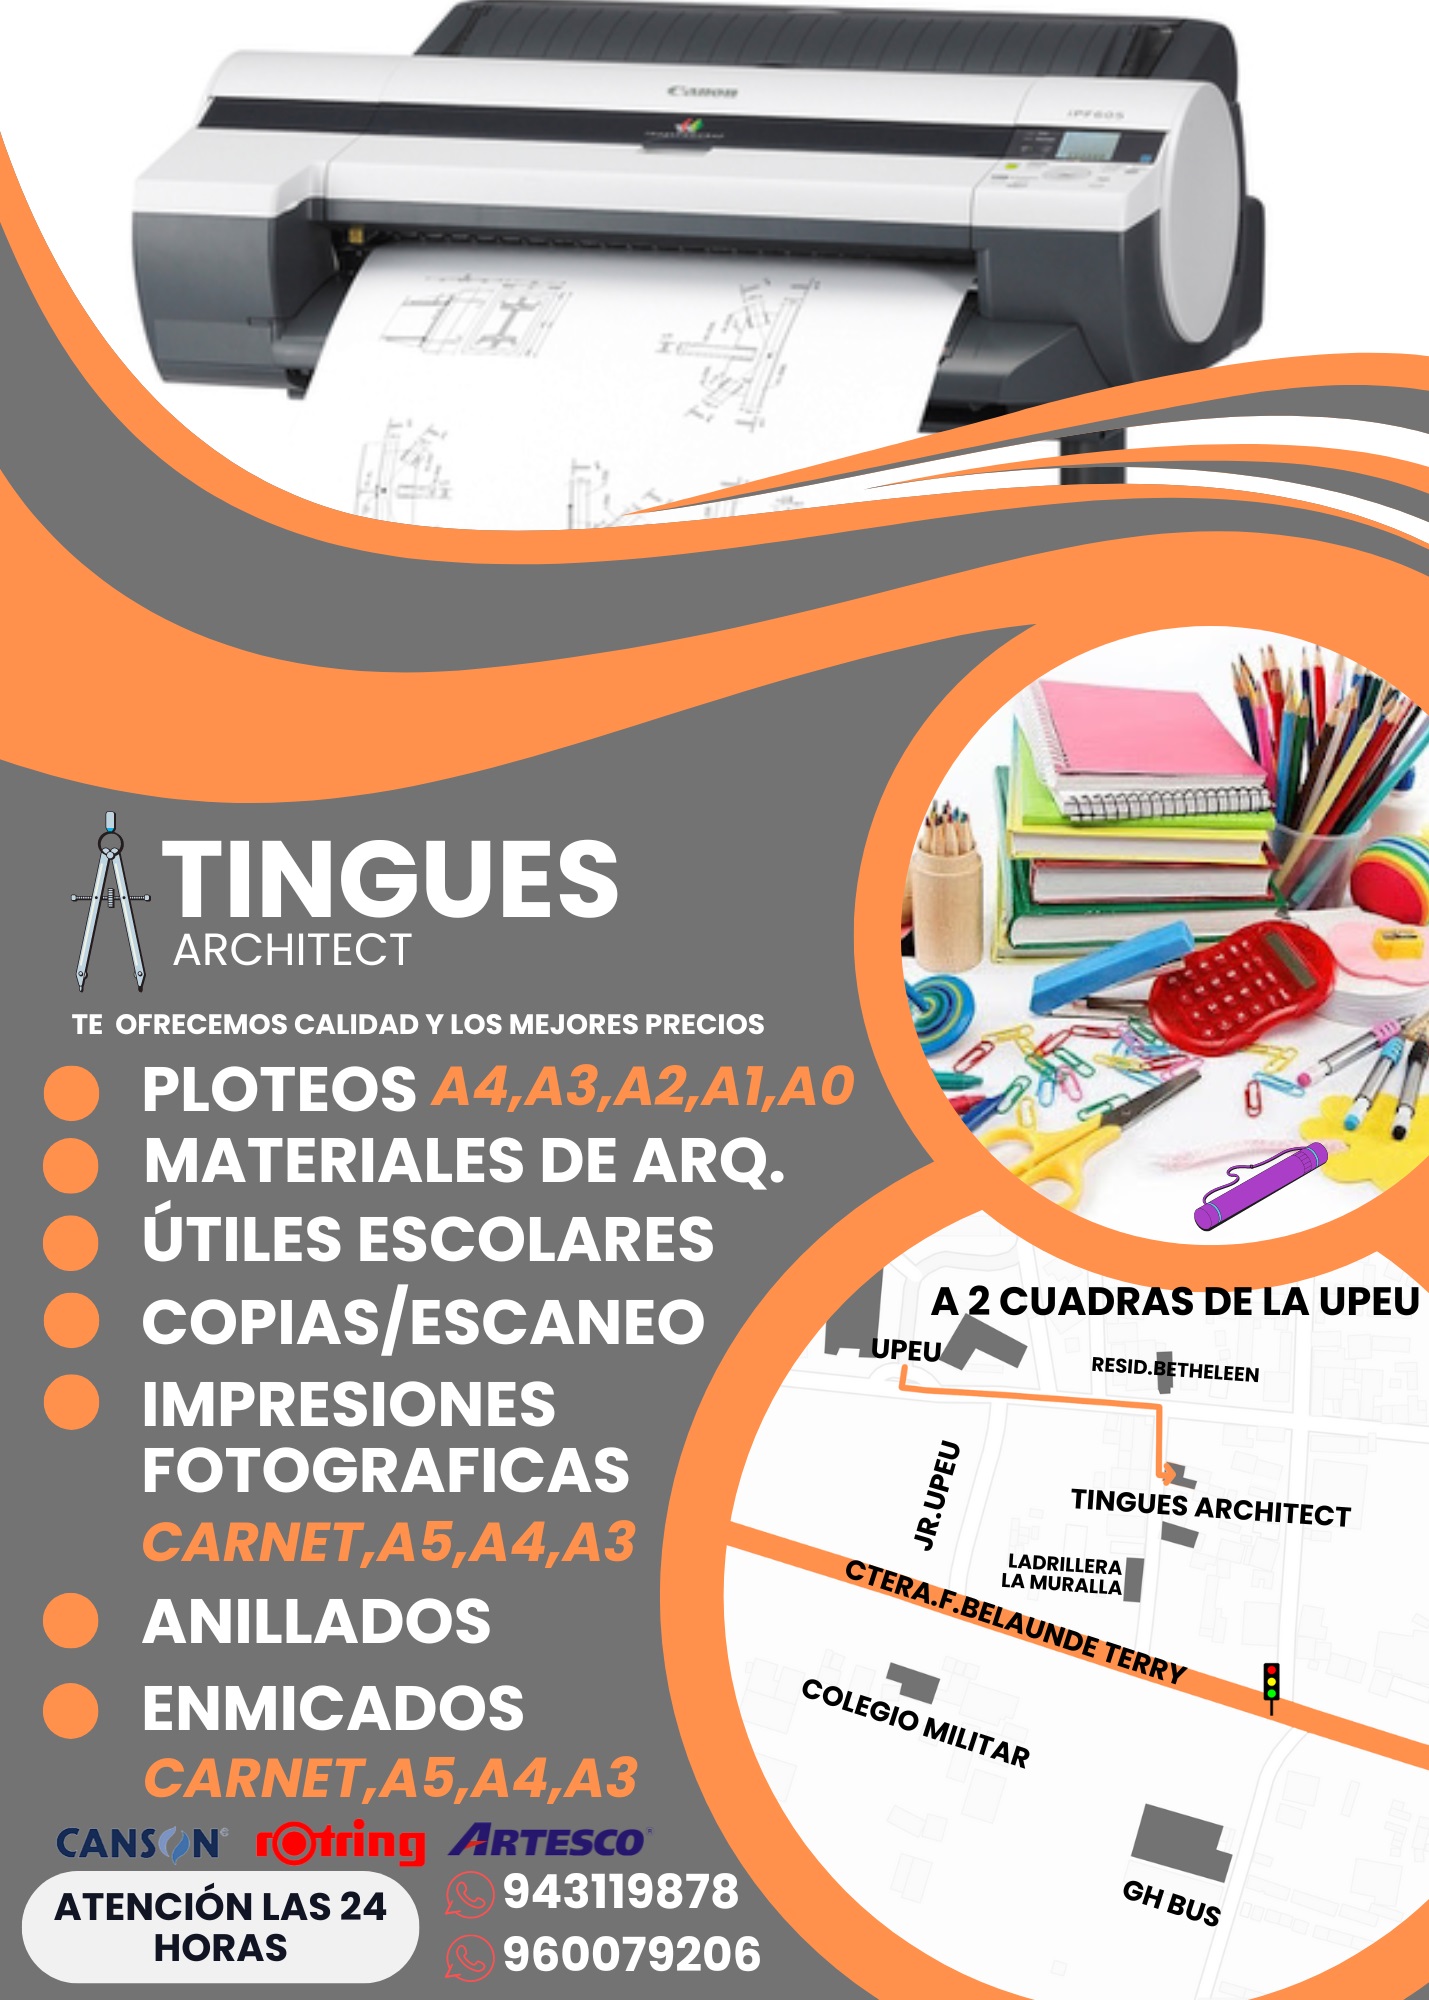 Canon
iPF605
TINGUES
ARCHITECT
TE OFRECEMOS CALIDAD Y LOS MEJORES PRECIOS
PLOTEOS A4,A3,A2,A1,A0
MATERIALES DE ARQ.
ÚTILES ESCOLARES
COPIAS/ESCANEO
IMPRESIONES
FOTOGRAFICAS
CARNET,A5,A4,A3
ANILLADOS
ENMICADOS
CARNET,A5,A4,A3
CANSON
rotring
ARTESCO
ATENCIÓN LAS 24
HORAS
943119878
960079206
A 2 CUADRAS DE LA UPEU
UPEU
RESID.BETHELEEN
JR.UPEU
TINGUES ARCHITECT
LADRILLERA
LA MURALLA
CTERA.F.BELAUNDE TERRY
COLEGIO MILITAR
GH BUS